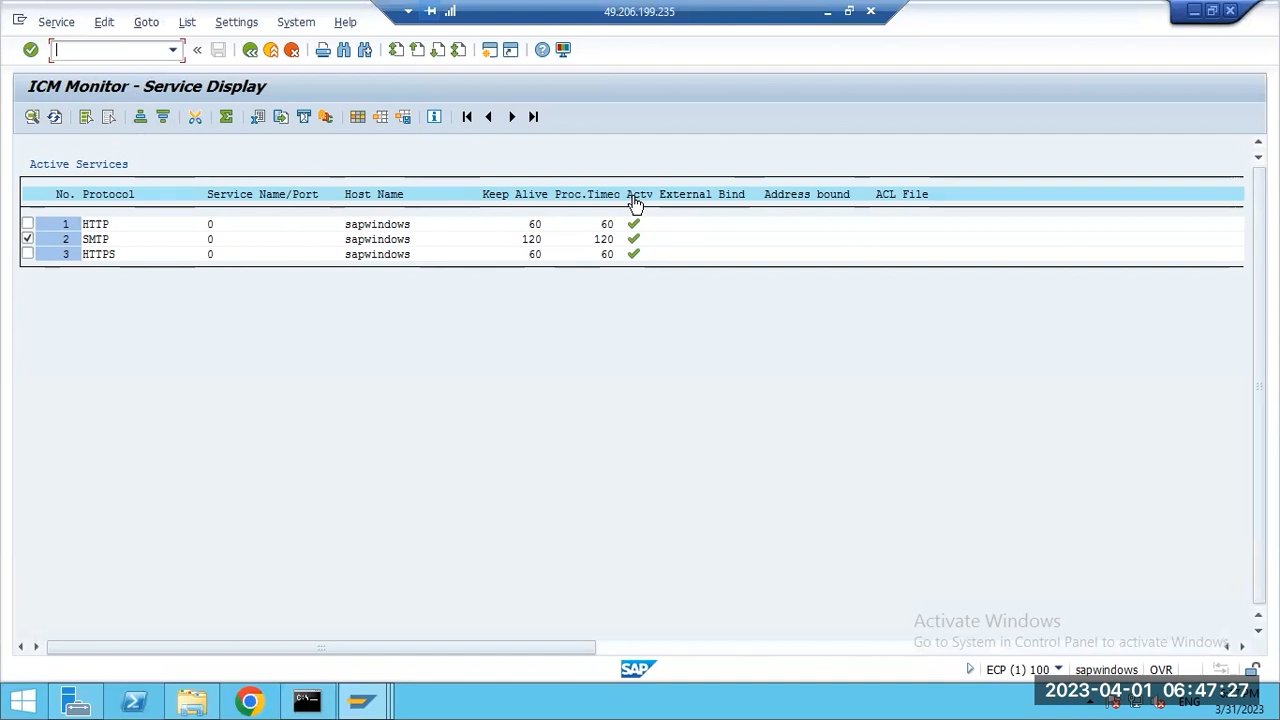 49.206.199.235
Service Edit Goto List Settings System Help
ICM Monitor - Service Display
Active Services
No. Protocol Service Name/Port Host Name Keep Alive Proc.Timeo Actv External Bind Address bound ACL File
1 HTTP 0 sapwindows 60 60
2 SMTP 0 sapwindows 120 120
3 HTTPS 0 sapwindows 60 60
Activate Windows
Go to System in Control Panel to activate Windows.
SAP
ECP (1) 100 sapwindows OVR
2023-04-01 06:47:27
ENG
3/31/2023